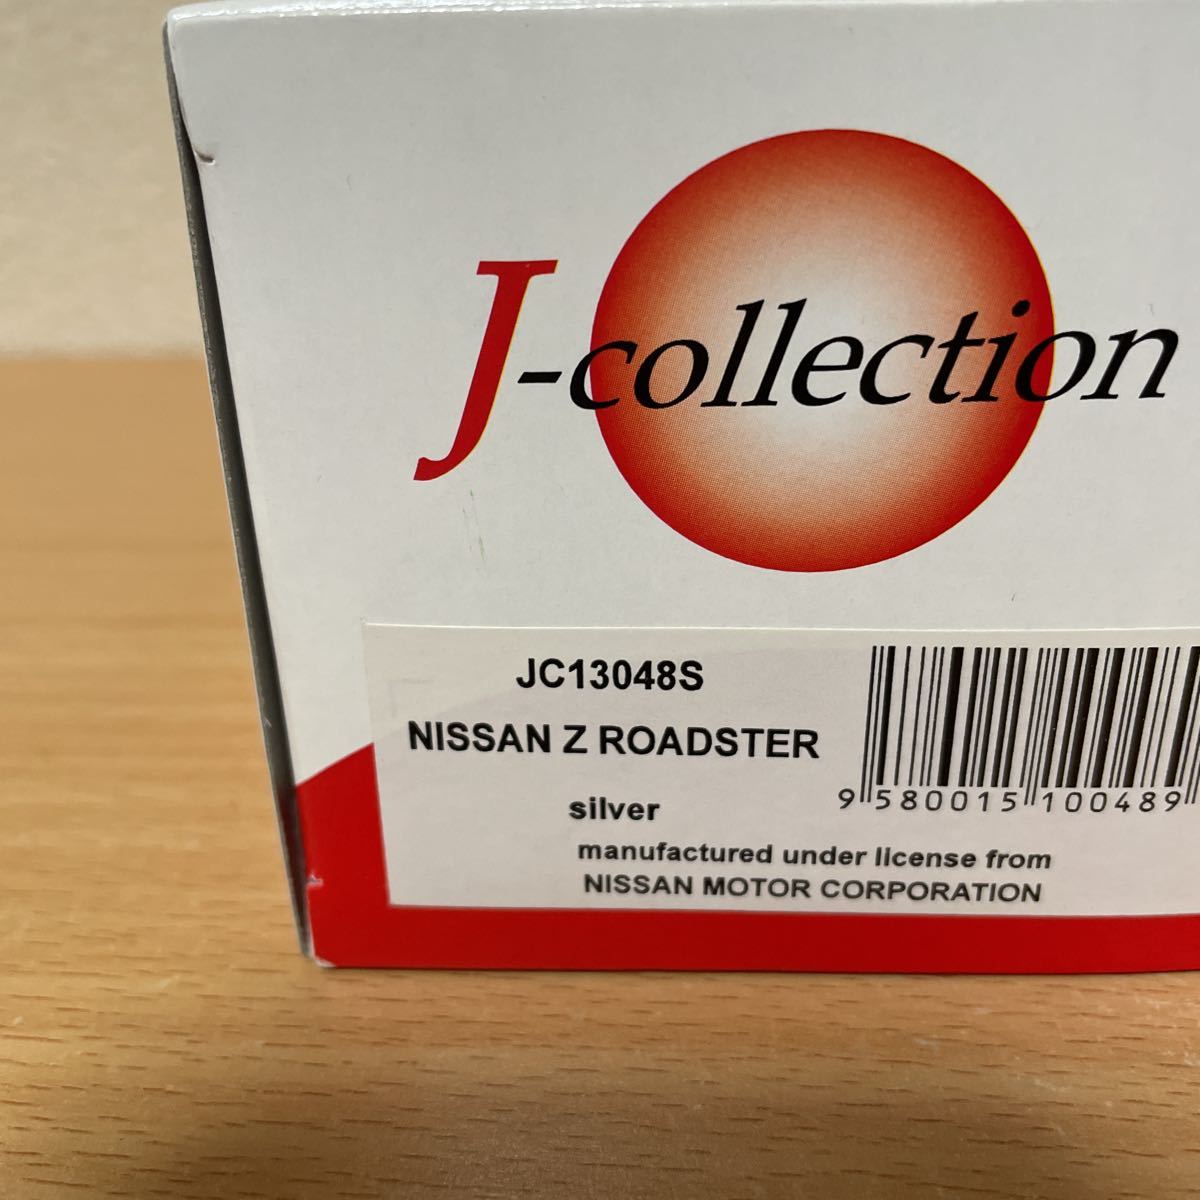 J-collection
JC13048S
NISSAN Z ROADSTER
silver
9 580015 100489
manufactured under license from
NISSAN MOTOR CORPORATION